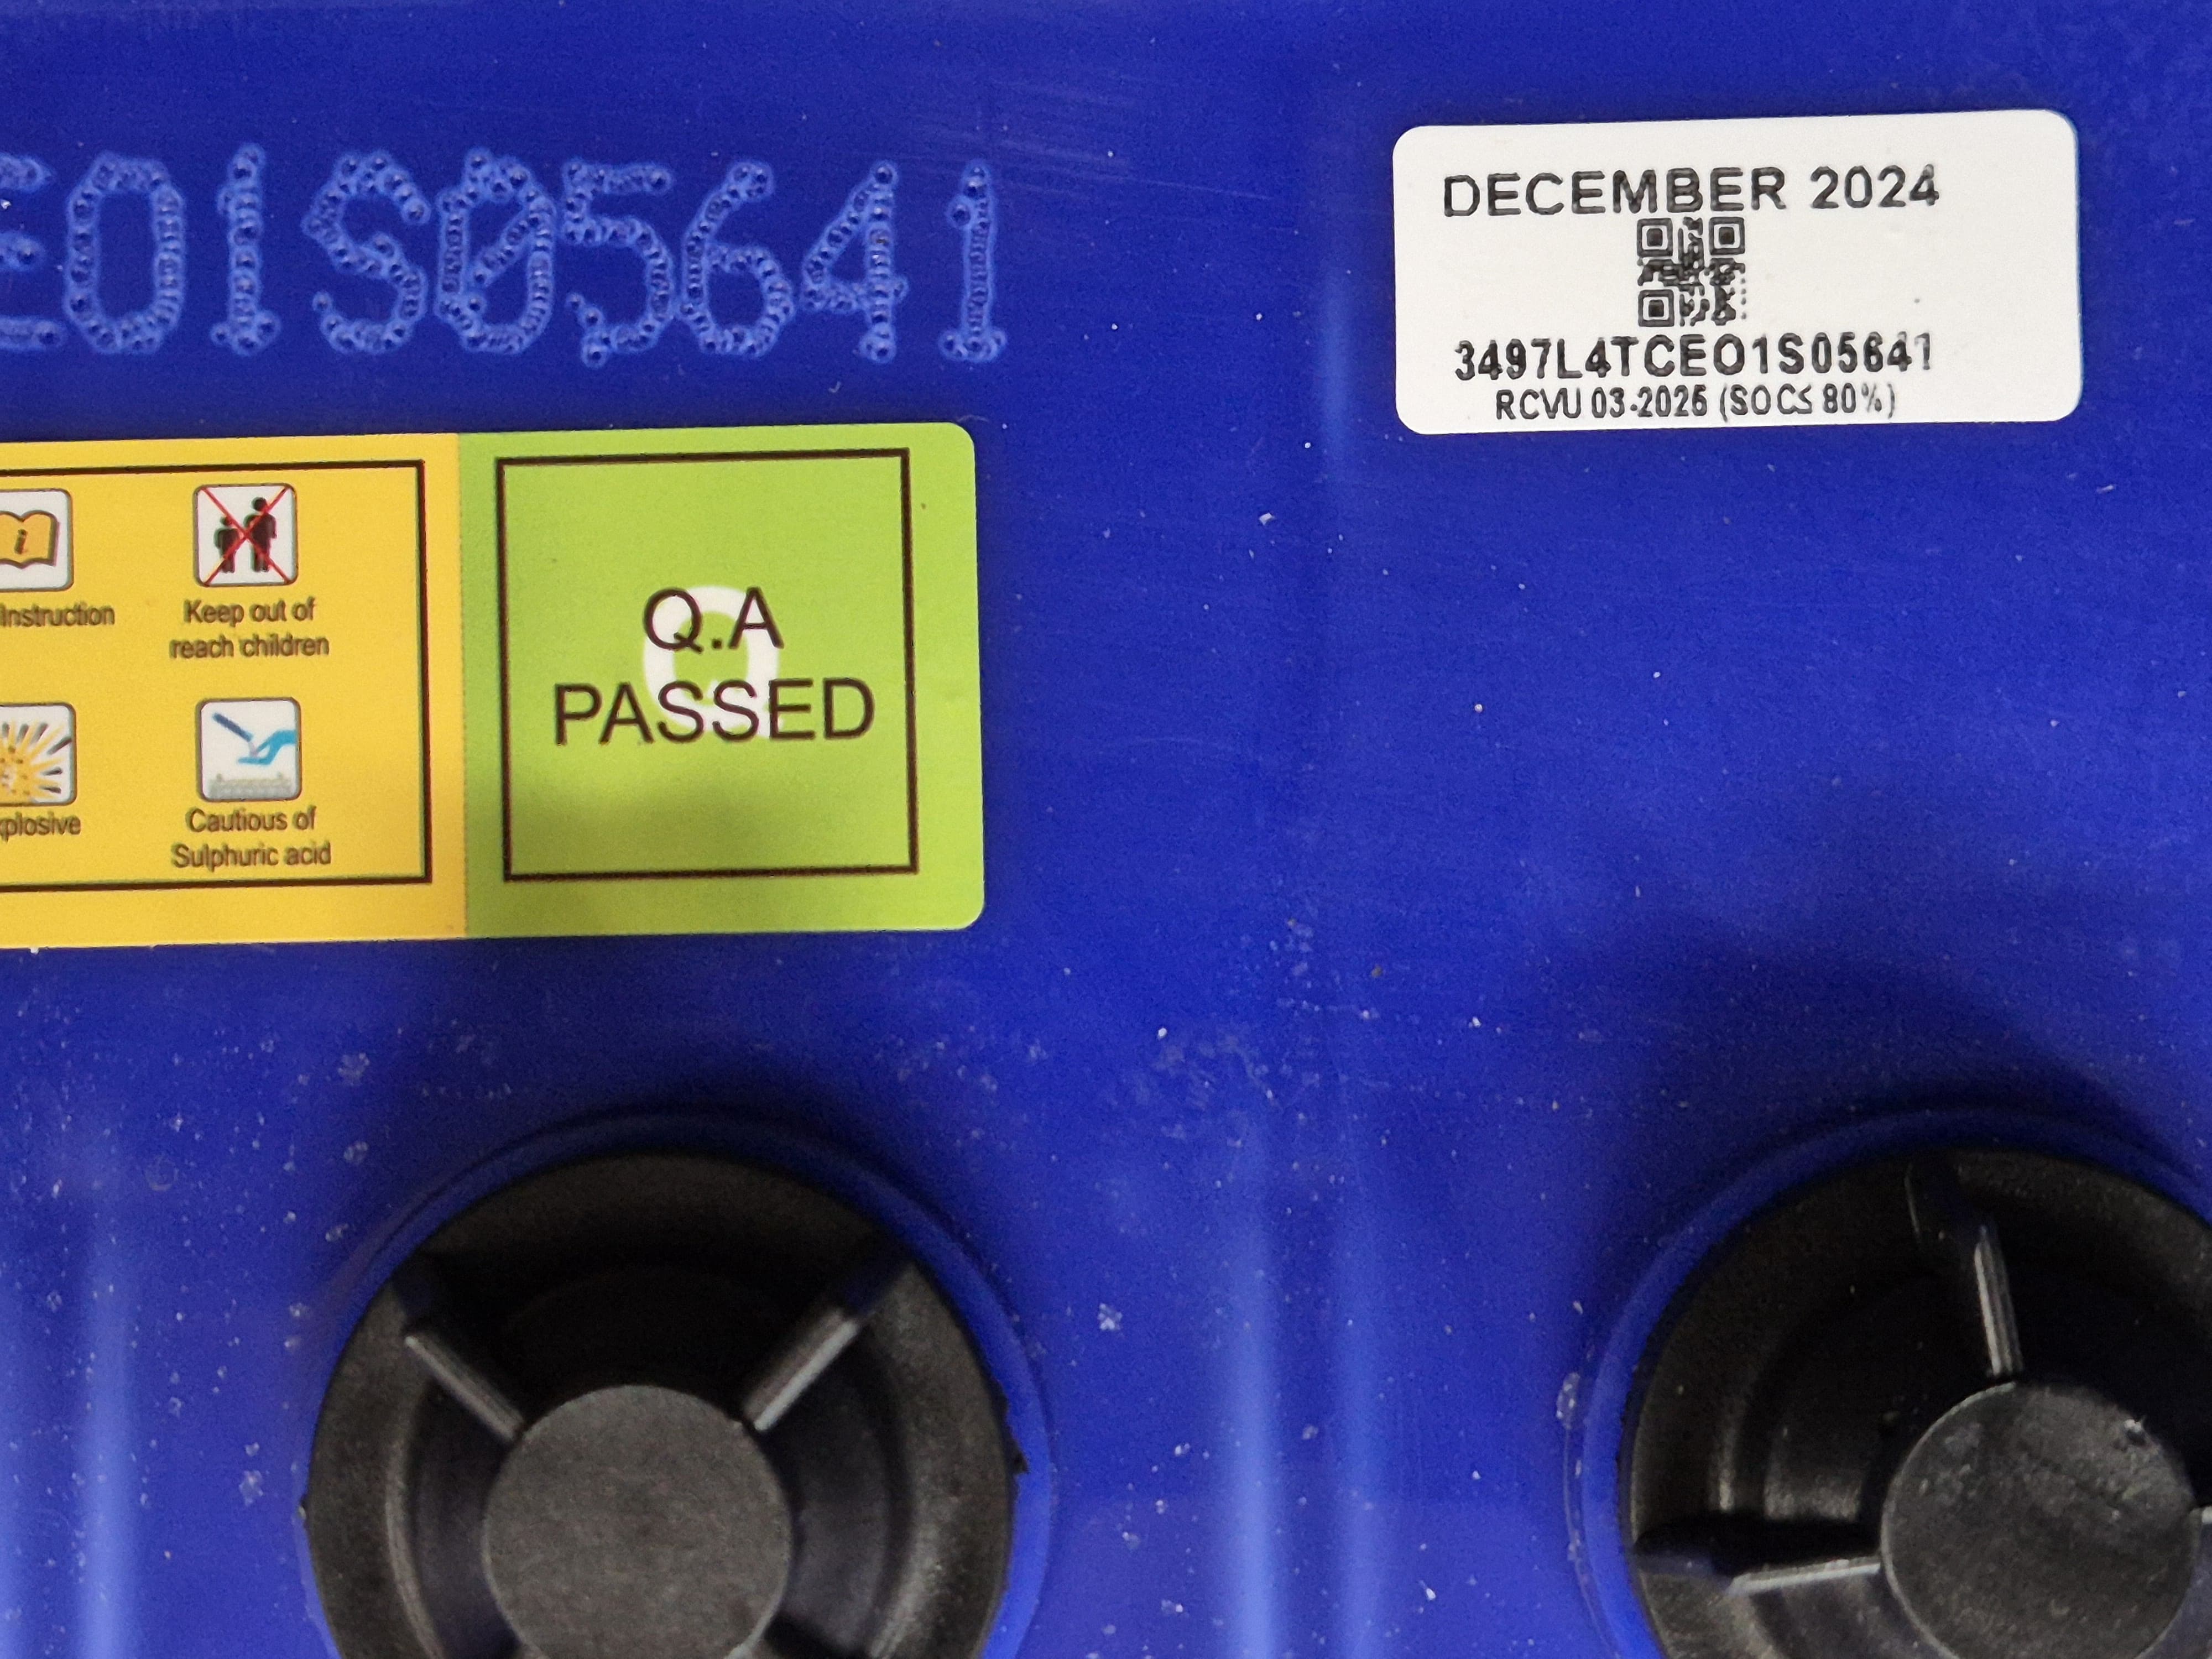 E01S05641
DECEMBER 2024
3497L4TCEO1S05641
RCVU 03-2025 (SOC≤ 80%)
Instruction
Keep out of
reach children
Q.A
PASSED
xplosive
Cautious of
Sulphuric acid